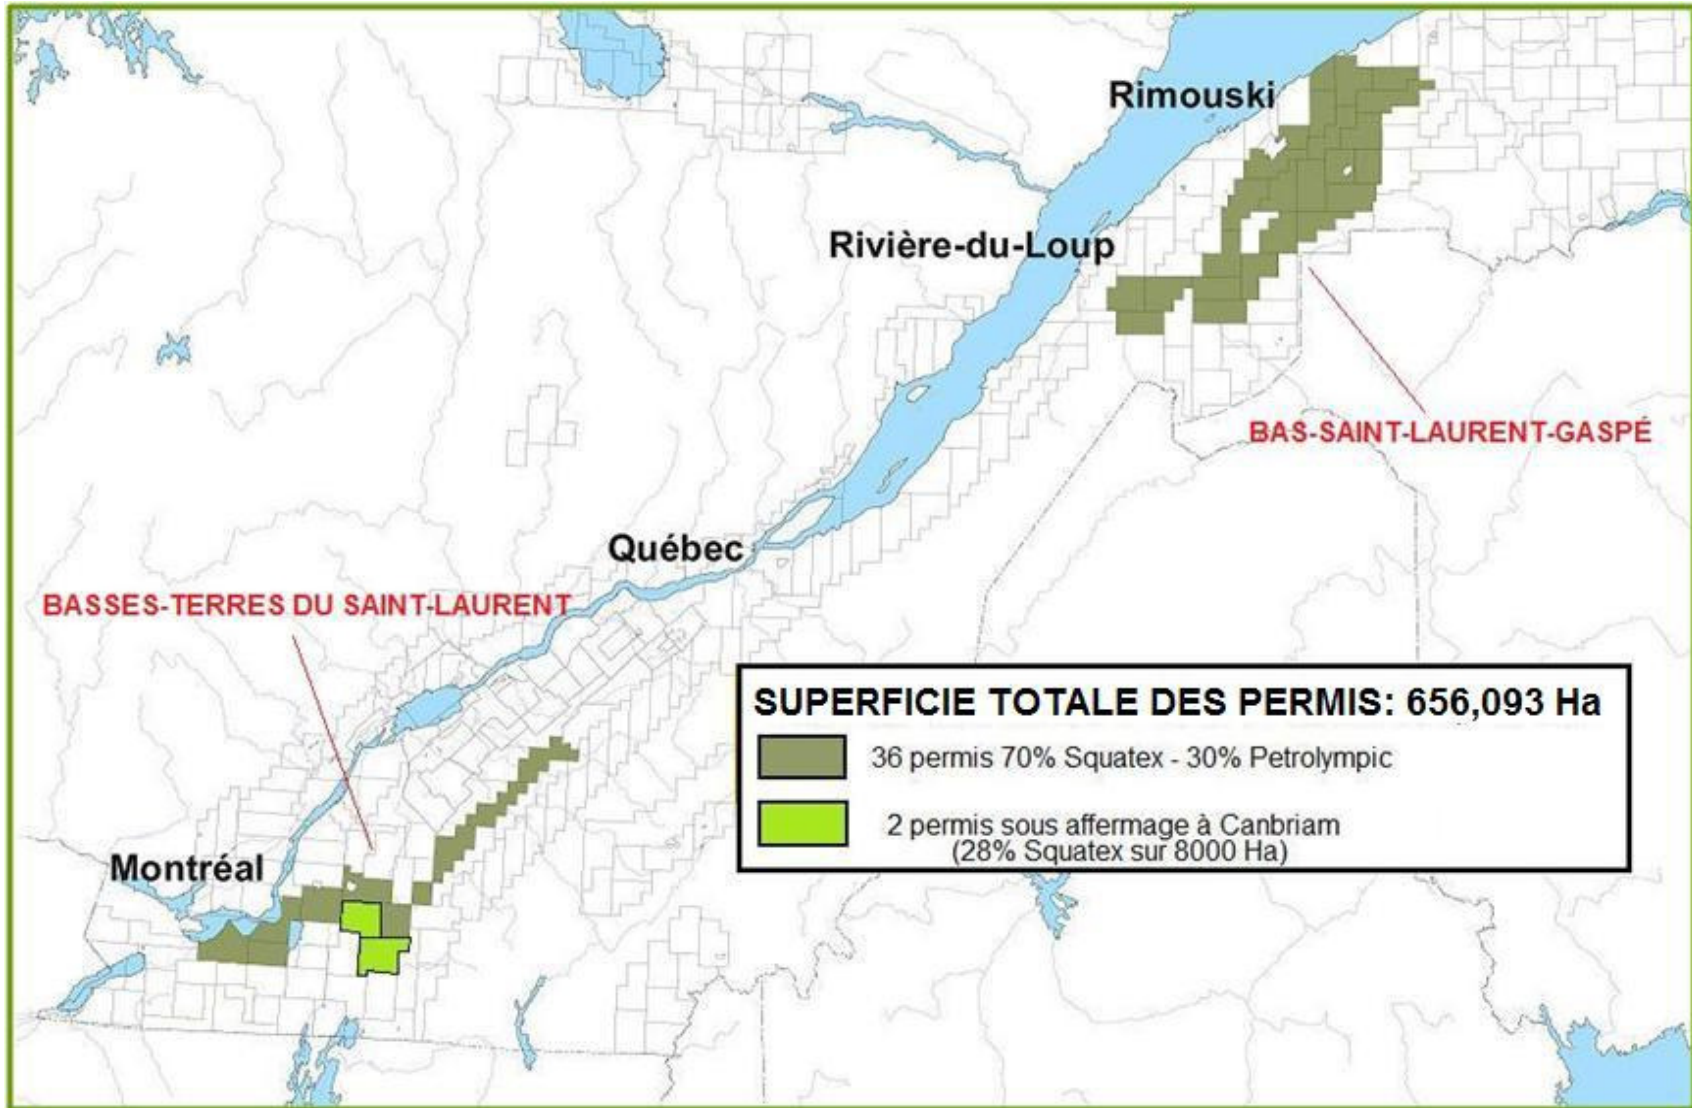 Rimouski
Rivière-du-Loup
BAS-SAINT-LAURENT-GASPÉ
Québec
BASSES-TERRES DU SAINT-LAURENT
Montréal
SUPERFICIE TOTALE DES PERMIS: 656,093 Ha
36 permis 70% Squatex - 30% Petrolympic
2 permis sous affermage à Canbriam
(28% Squatex sur 8000 Ha)